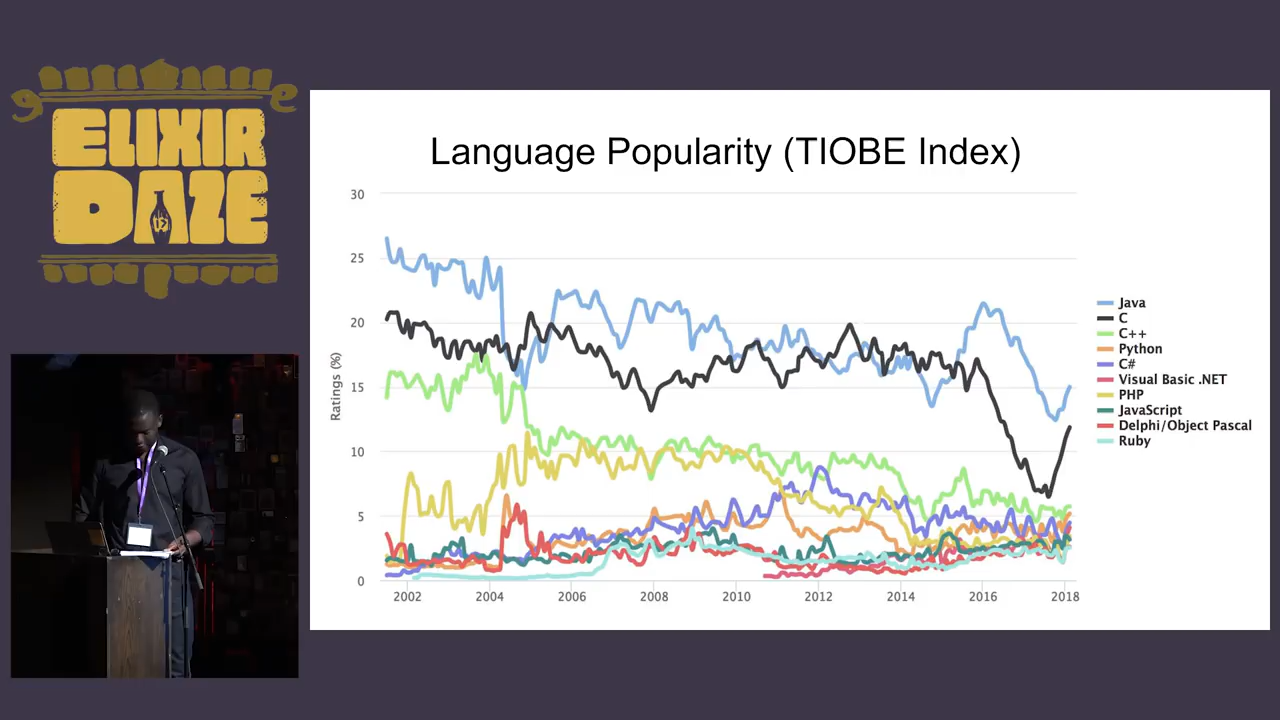 ELIXIR
DAZE
Language Popularity (TIOBE Index)
Ratings (%)
30
25
20
15
10
5
0
2002 2004 2006 2008 2010 2012 2014 2016 2018
Java
C
C++
Python
C#
Visual Basic .NET
PHP
JavaScript
Delphi/Object Pascal
Ruby